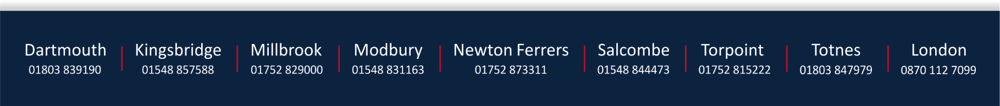 Dartmouth Kingsbridge Millbrook Modbury Newton Ferrers Salcombe Torpoint Totnes London
01803 839190 01548 857588 01752 829000 01548 831163 01752 873311 01548 844473 01752 815222 01803 847979 0870 112 7099